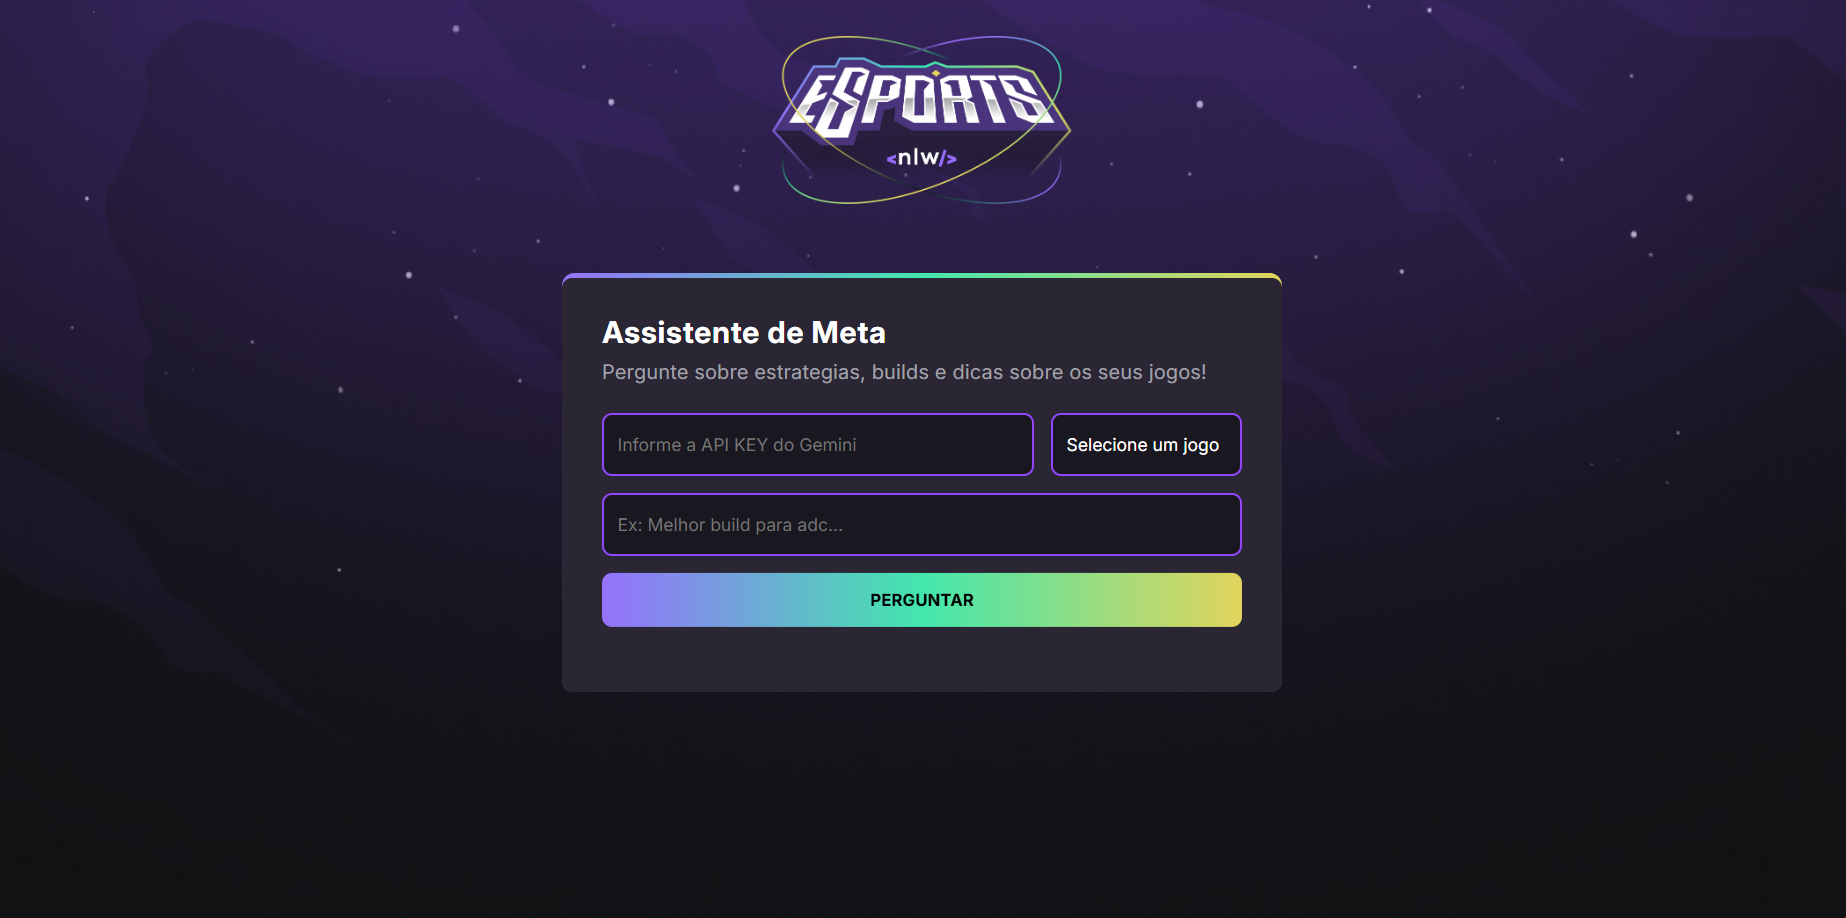 ESPORTS
<nlw/>
Assistente de Meta
Pergunte sobre estrategias, builds e dicas sobre os seus jogos!
Informe a API KEY do Gemini
Selecione um jogo
Ex: Melhor build para adc...
PERGUNTAR